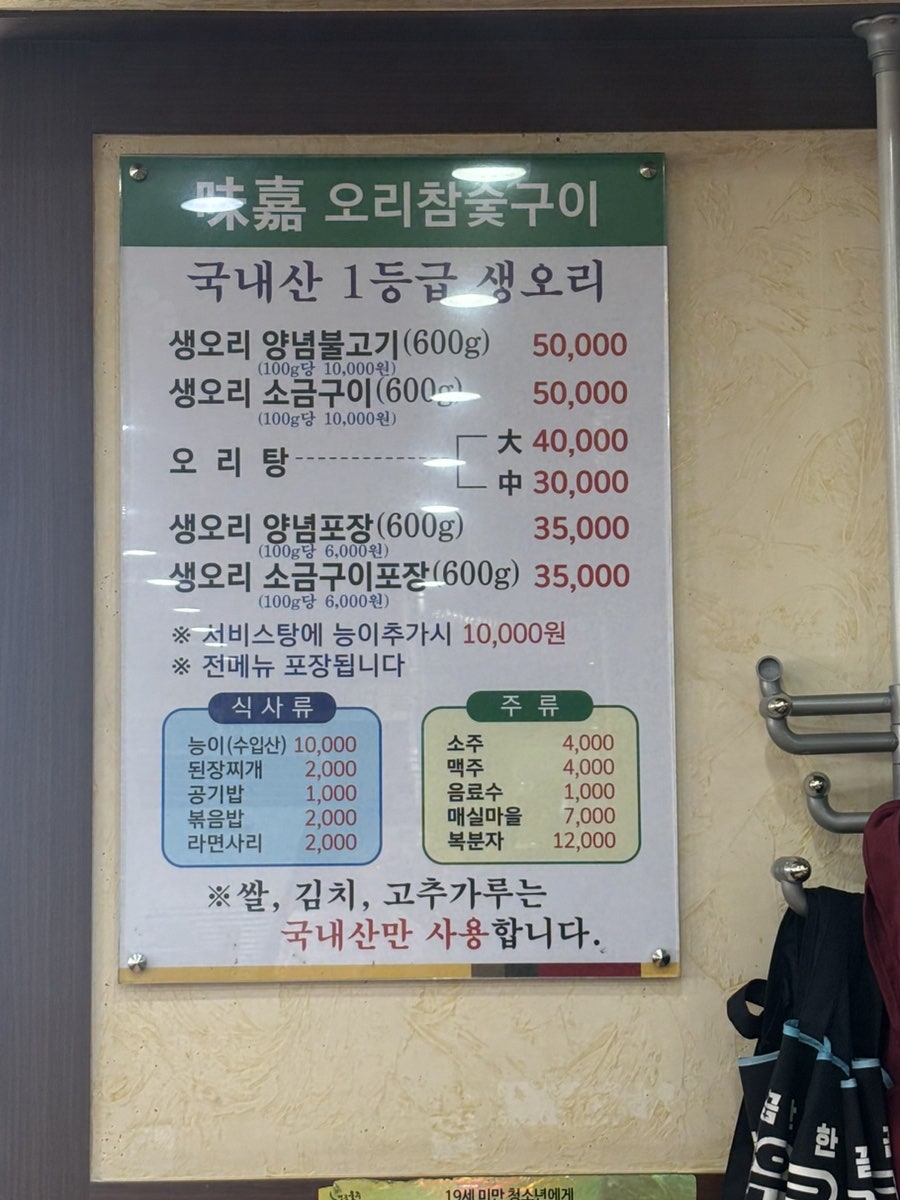 味嘉 오리참숯구이
국내산 1등급 생오리
생오리 양념불고기(600g) 50,000
(100g당 10,000원)
생오리 소금구이(600g) 50,000
(100g당 10,000원)
오 리 탕 大 40,000
中 30,000
생오리 양념포장(600g) 35,000
(100g당 6,000원)
생오리 소금구이포장(600g) 35,000
(100g당 6,000원)
※ 서비스탕에 능이추가시 10,000원
※ 전메뉴 포장됩니다
식 사 류
능이(수입산) 10,000
된장찌개 2,000
공기밥 1,000
볶음밥 2,000
라면사리 2,000
주 류
소주 4,000
맥주 4,000
음료수 1,000
매실마을 7,000
복분자 12,000
※쌀, 김치, 고추가루는
국내산만 사용합니다.
한
19세 미만 청소년에게